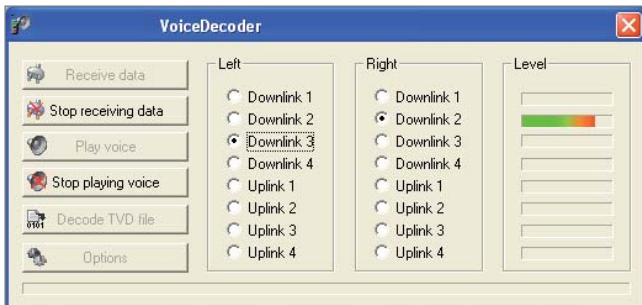 VoiceDecoder
Receive data
Stop receiving data
Play voice
Stop playing voice
Decode TVD file
0101
Options
Left
Downlink 1
Downlink 2
Downlink 3
Downlink 4
Uplink 1
Uplink 2
Uplink 3
Uplink 4
Right
Downlink 1
Downlink 2
Downlink 3
Downlink 4
Uplink 1
Uplink 2
Uplink 3
Uplink 4
Level